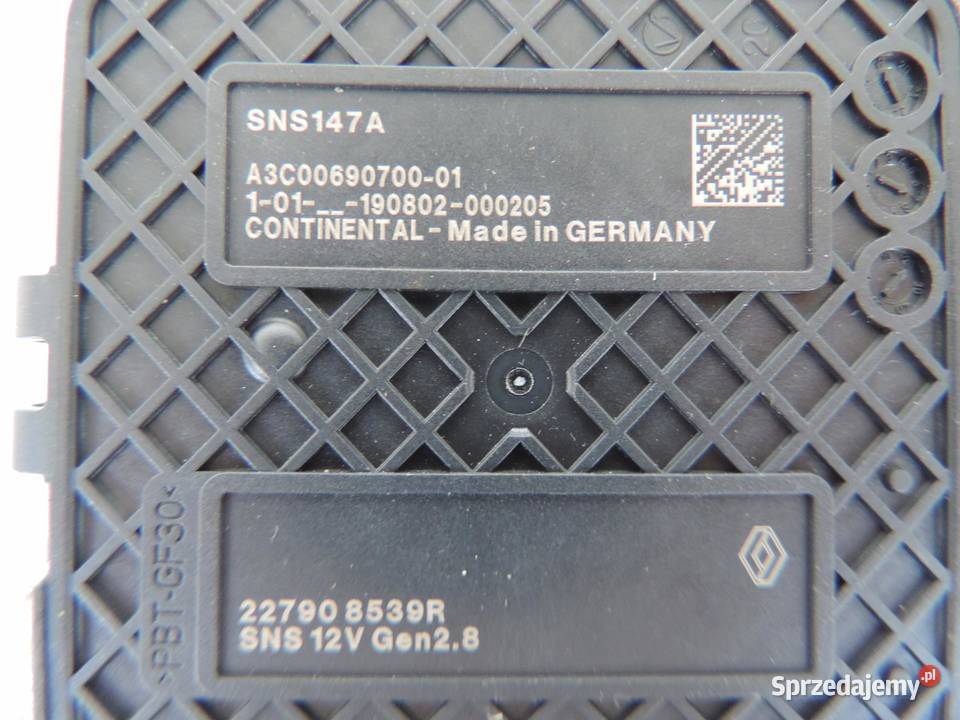 20
SNS147A
A3C00690700-01
1-01-__-190802-000205
CONTINENTAL - Made in GERMANY
>PBT-GF30<
22790 8539R
SNS 12V Gen2.8
Sprzedajemy.pl